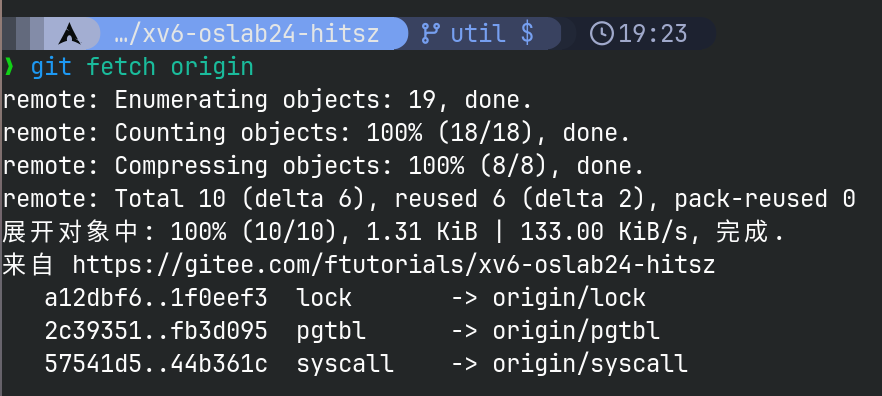 …/xv6-oslab24-hitsz util $ 19:23
❯ git fetch origin
remote: Enumerating objects: 19, done.
remote: Counting objects: 100% (18/18), done.
remote: Compressing objects: 100% (8/8), done.
remote: Total 10 (delta 6), reused 6 (delta 2), pack-reused 0
展开对象中: 100% (10/10), 1.31 KiB | 133.00 KiB/s, 完成.
来自 https://gitee.com/ftutorials/xv6-oslab24-hitsz
   a12dbf6..1f0eef3  lock       -> origin/lock
   2c39351..fb3d095  pgtbl      -> origin/pgtbl
   57541d5..44b361c  syscall    -> origin/syscall